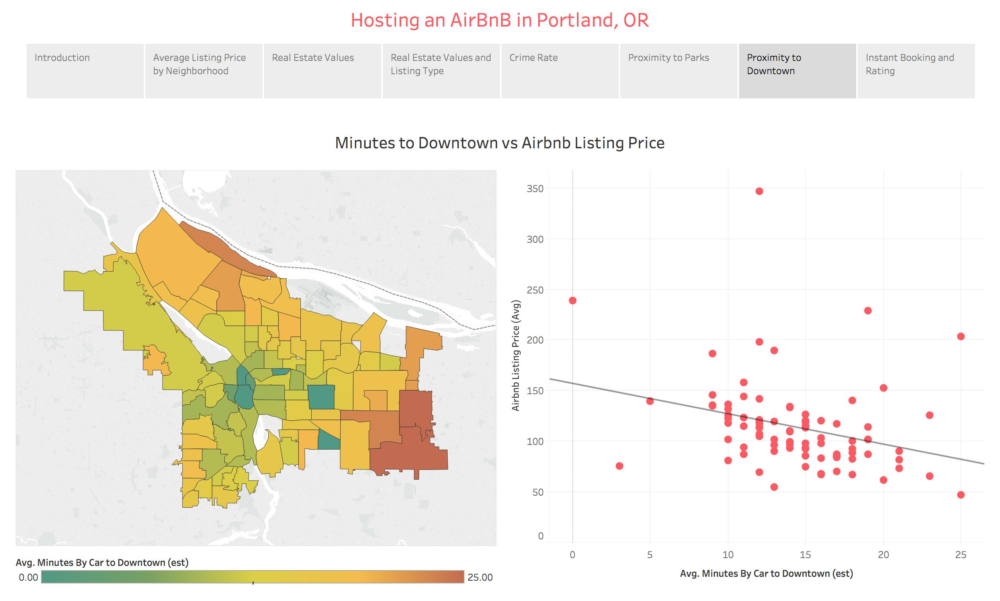 Hosting an AirBnB in Portland, OR
Introduction
Average Listing Price
by Neighborhood
Real Estate Values
Real Estate Values and
Listing Type
Crime Rate
Proximity to Parks
Proximity to
Downtown
Instant Booking and
Rating
Minutes to Downtown vs Airbnb Listing Price
Avg. Minutes By Car to Downtown (est)
0.00
25.00
Airbnb Listing Price (Avg)
350
300
250
200
150
100
50
0
0
5
10
15
20
25
Avg. Minutes By Car to Downtown (est)